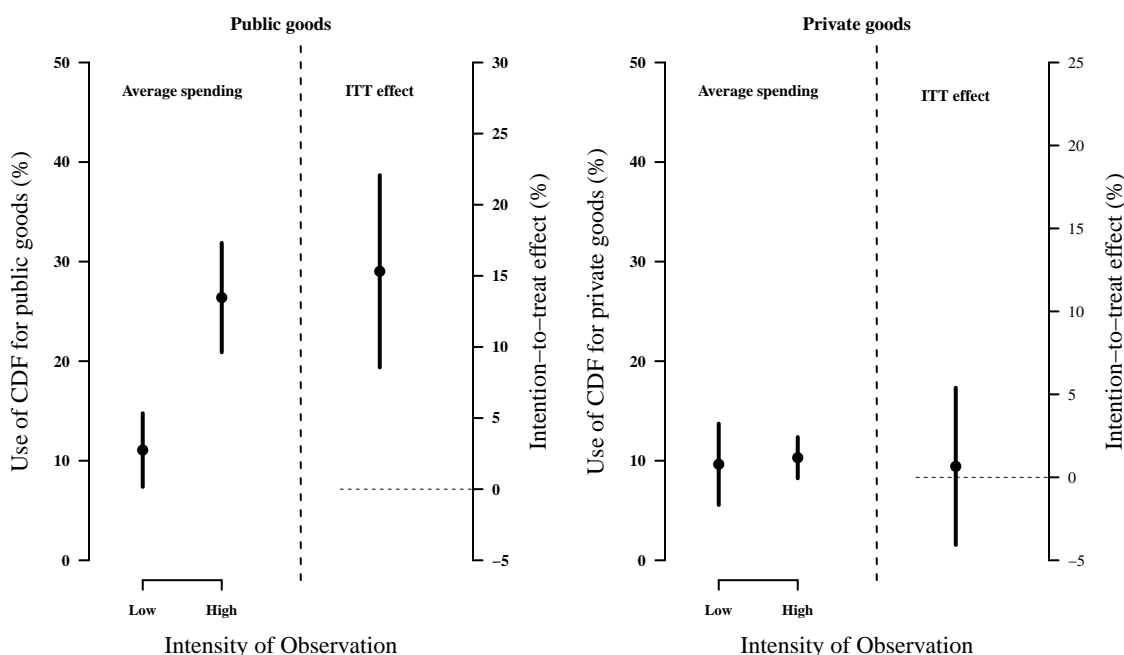 Public goods
Average spending
ITT effect
Use of CDF for public goods (%)
50
40
30
20
10
0
30
25
20
15
10
5
0
−5
Intention−to−treat effect (%)
Low High
Intensity of Observation
Private goods
Average spending
ITT effect
Use of CDF for private goods (%)
50
40
30
20
10
0
25
20
15
10
5
0
−5
Intention−to−treat effect (%)
Low High
Intensity of Observation